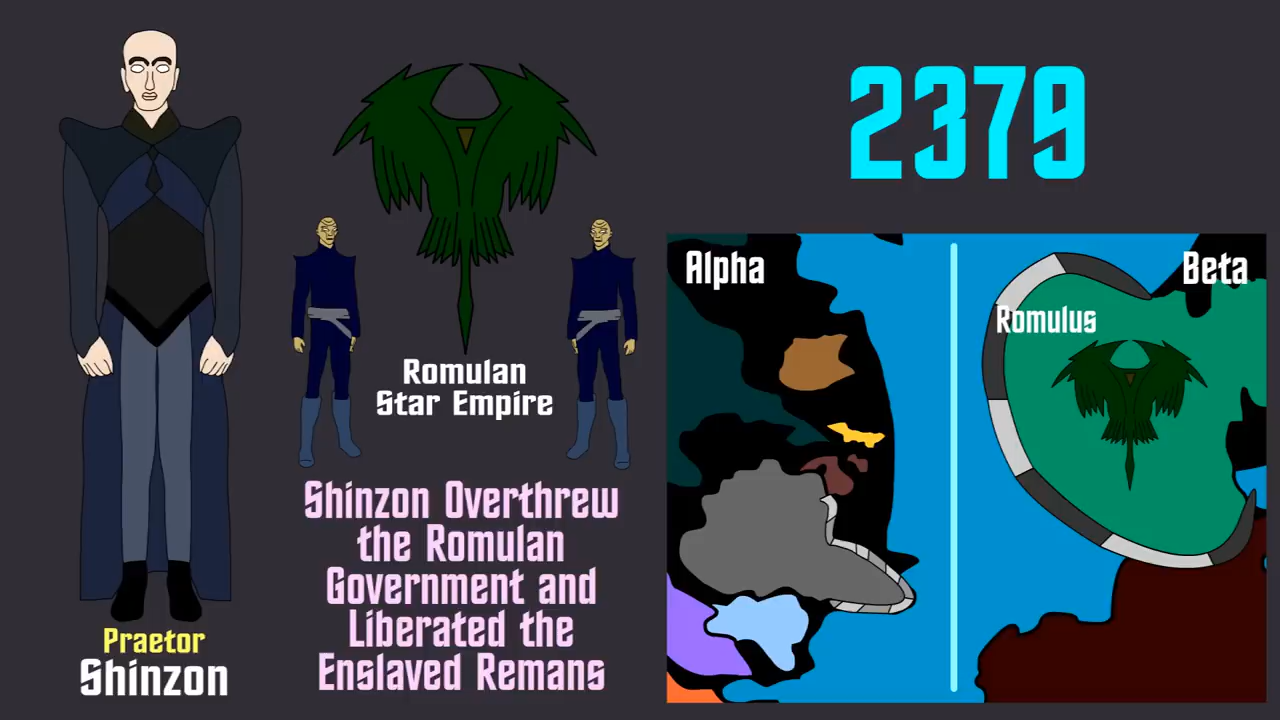 2379
Alpha
Beta
Romulus
Romulan
Star Empire
Shinzon Overthrew
the Romulan
Government and
Liberated the
Enslaved Remans
Praetor
Shinzon